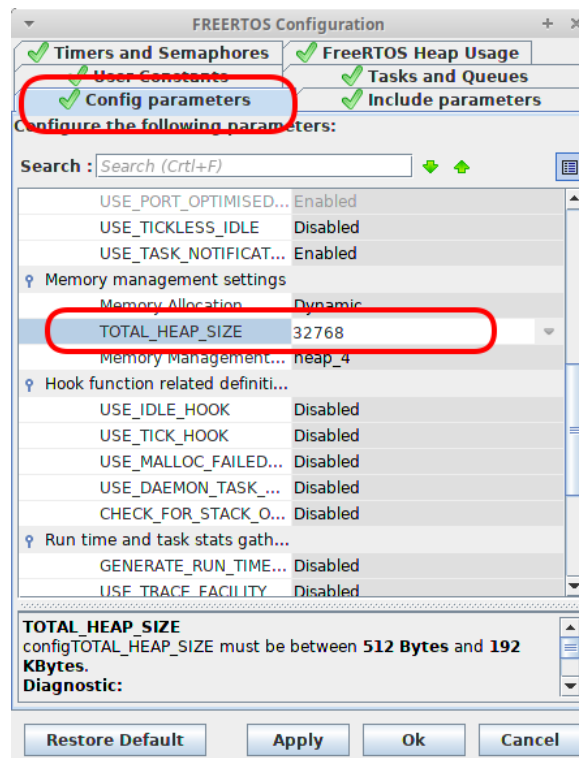 FREERTOS Configuration
Timers and Semaphores FreeRTOS Heap Usage
User Constants Tasks and Queues
Config parameters Include parameters
Configure the following parameters:
Search : Search (Crtl+F)
USE_PORT_OPTIMISED... Enabled
USE_TICKLESS_IDLE Disabled
USE_TASK_NOTIFICAT... Enabled
Memory management settings
Memory Allocation Dynamic
TOTAL_HEAP_SIZE 32768
Memory Management... heap_4
Hook function related definiti...
USE_IDLE_HOOK Disabled
USE_TICK_HOOK Disabled
USE_MALLOC_FAILED... Disabled
USE_DAEMON_TASK_... Disabled
CHECK_FOR_STACK_O... Disabled
Run time and task stats gath...
GENERATE_RUN_TIME... Disabled
USE_TRACE_FACILITY Disabled
TOTAL_HEAP_SIZE
configTOTAL_HEAP_SIZE must be between 512 Bytes and 192
KBytes.
Diagnostic:
Restore Default Apply Ok Cancel